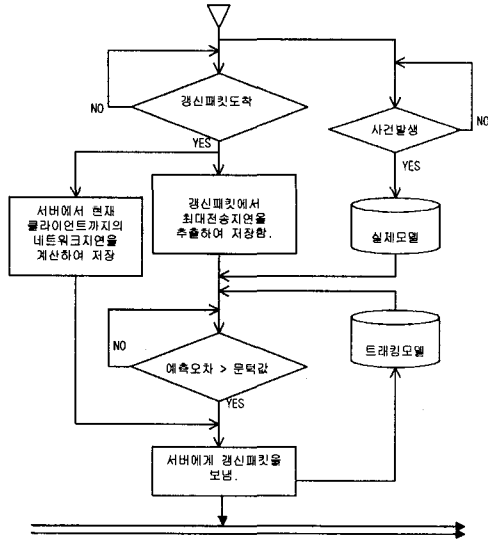 갱신패킷도착
NO
사건발생
NO
YES
YES
서버에서 현재
클라이언트까지의
네트워크지연을
계산하여 저장
갱신패킷에서
최대전송지연을
추출하여 저장함.
실제모델
NO
예측오차 > 문턱값
트래킹모델
YES
서버에게 갱신패킷을
보냄.